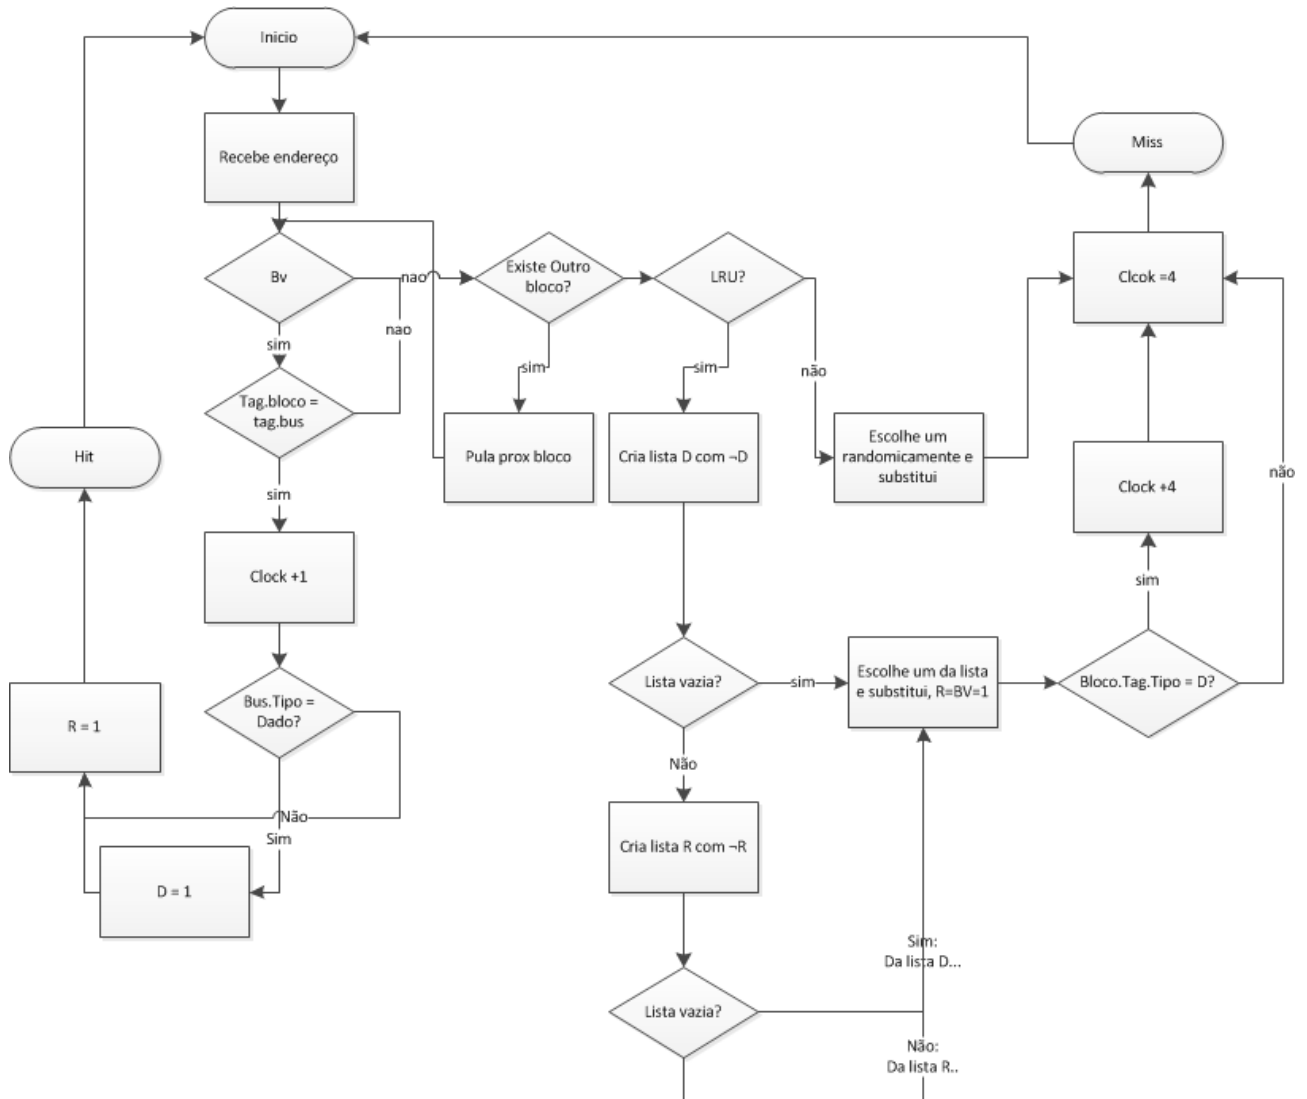 Inicio
Recebe endereço
Miss
Bv
nao
Existe Outro
bloco?
LRU?
Clcok =4
nao
sim
sim
sim
não
Tag.bloco =
tag.bus
Hit
Pula prox bloco
Cria lista D com ¬D
Escolhe um
randomicamente e
substitui
Clock +4
não
sim
Clock +1
sim
Bus.Tipo =
Dado?
R = 1
Lista vazia?
sim
Escolhe um da lista
e substitui, R=BV=1
Bloco.Tag.Tipo = D?
Não
Não
Sim
Cria lista R com ¬R
D = 1
Sim:
Da lista D...
Lista vazia?
Não:
Da lista R..